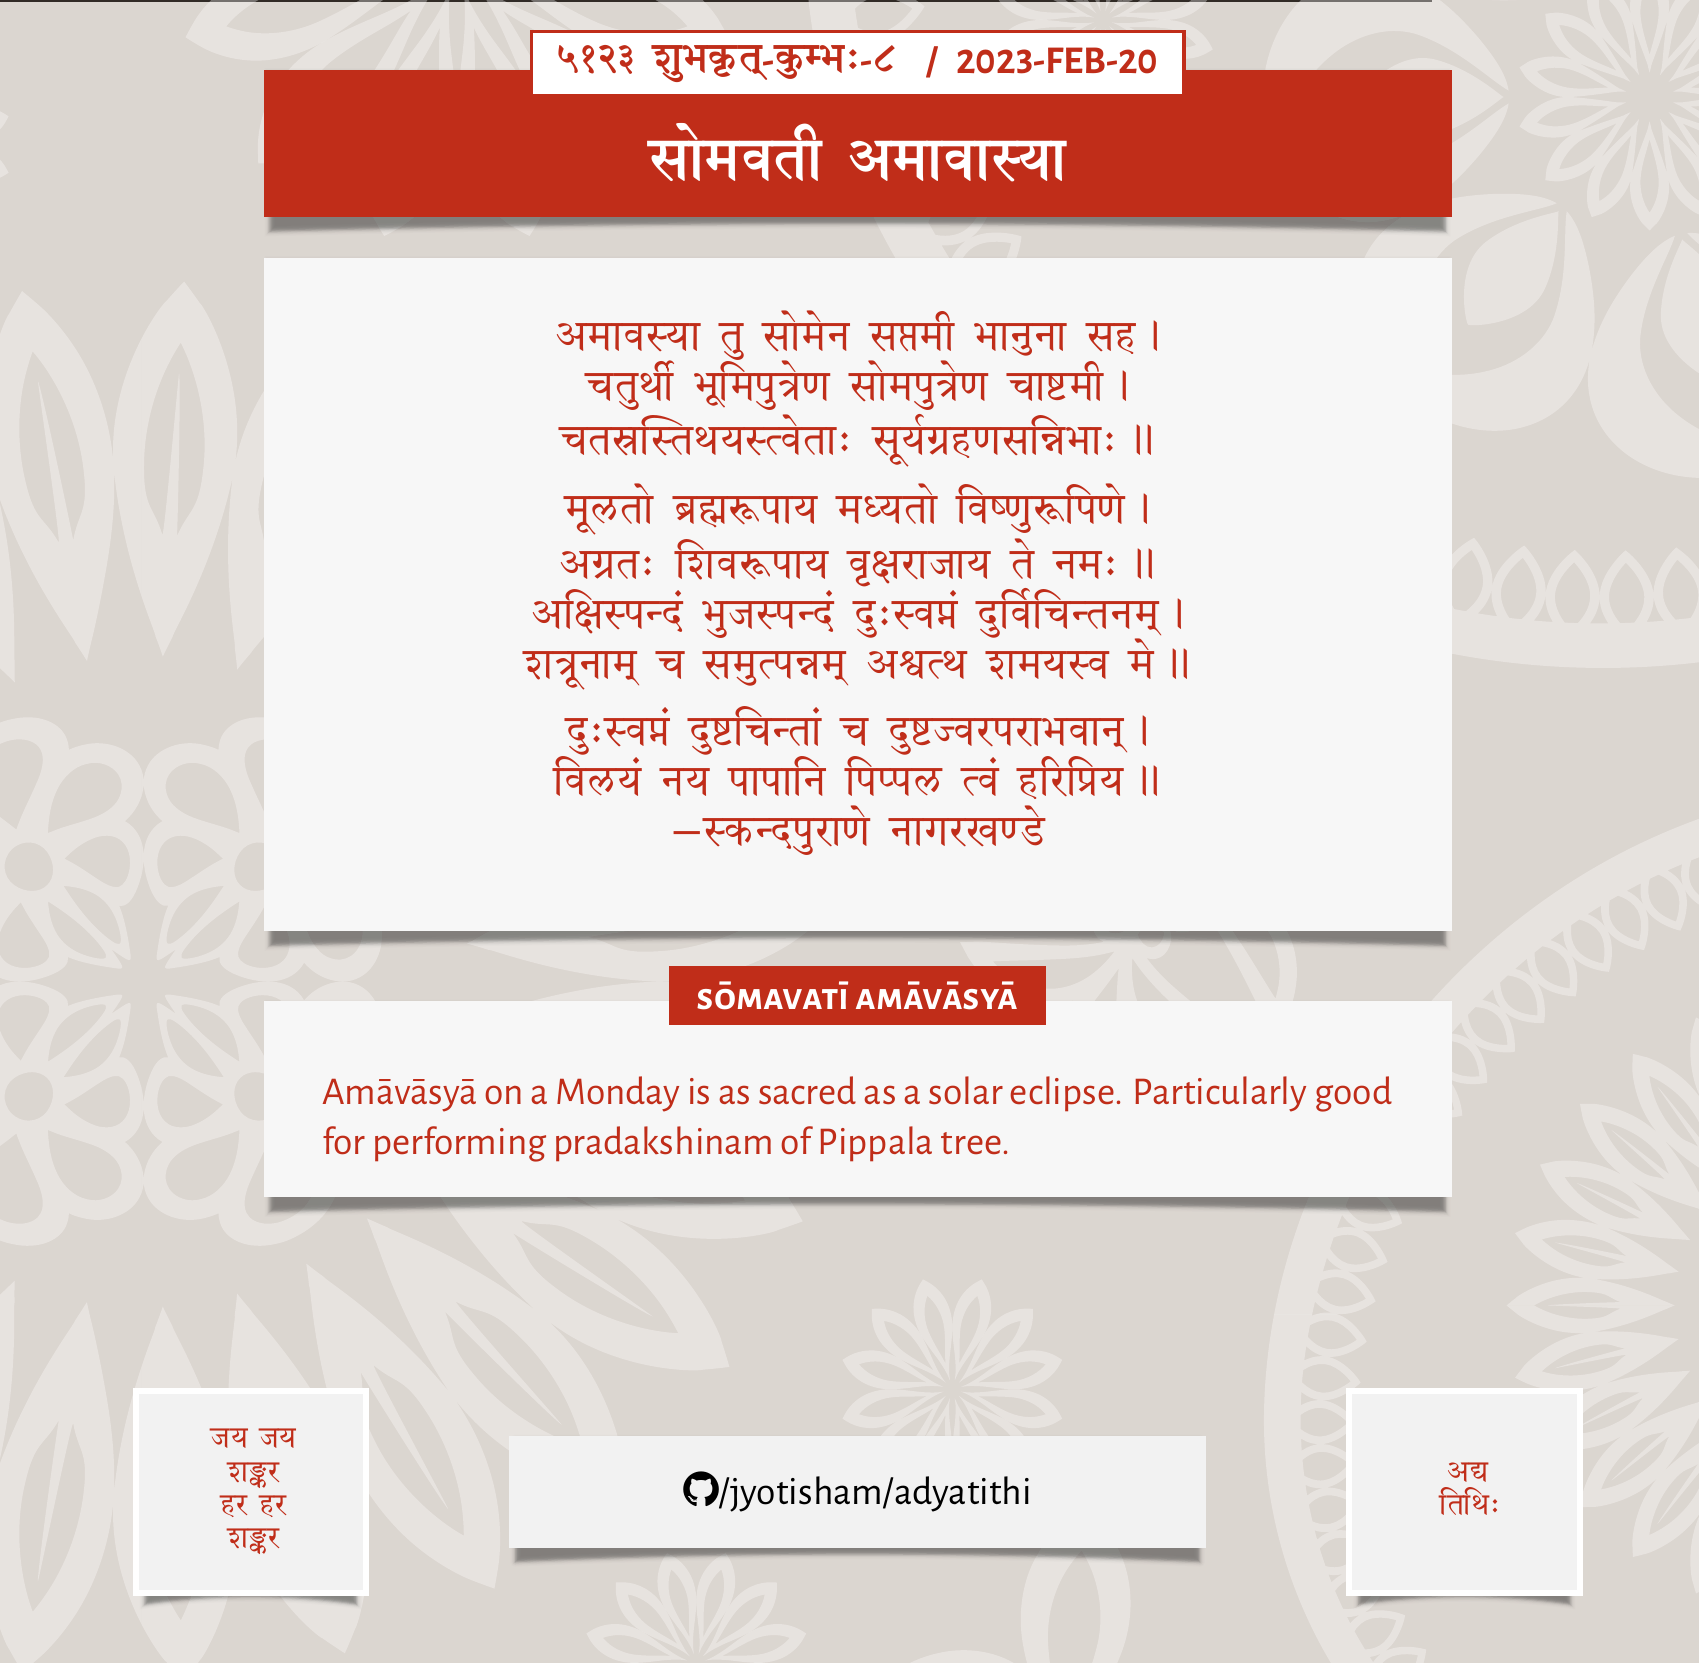 ५१२३ शुभकृत्-कुम्भः-८ / 2023-FEB-20
सोमवती अमावास्या
अमावस्या तु सोमेन सप्तमी भानुना सह।
चतुर्थी भूमिपुत्रेण सोमपुत्रेण चाष्टमी।
चतस्रस्तिथयस्त्वेताः सूर्यग्रहणसन्निभाः॥
मूलतो ब्रह्मरूपाय मध्यतो विष्णुरूपिणे।
अग्रतः शिवरूपाय वृक्षराजाय ते नमः॥
अक्षिस्पन्दं भुजस्पन्दं दुःस्वप्नं दुर्विचिन्तनम्।
शत्रूनाम् च समुत्पन्नम् अश्वत्थ शमयस्व मे॥
दुःस्वप्नं दुष्टचिन्तां च दुष्टज्वरपराभवान्।
विलयं नय पापानि पिप्पल त्वं हरिप्रिय॥
—स्कन्दपुराणे नागरखण्डे
SŌMAVATĪ AMĀVĀSYĀ
Amāvāsyā on a Monday is as sacred as a solar eclipse. Particularly good
for performing pradakshinam of Pippala tree.
जय जय
शङ्कर
हर हर
शङ्कर
/jyotisham/adyatithi
अद्य
तिथिः